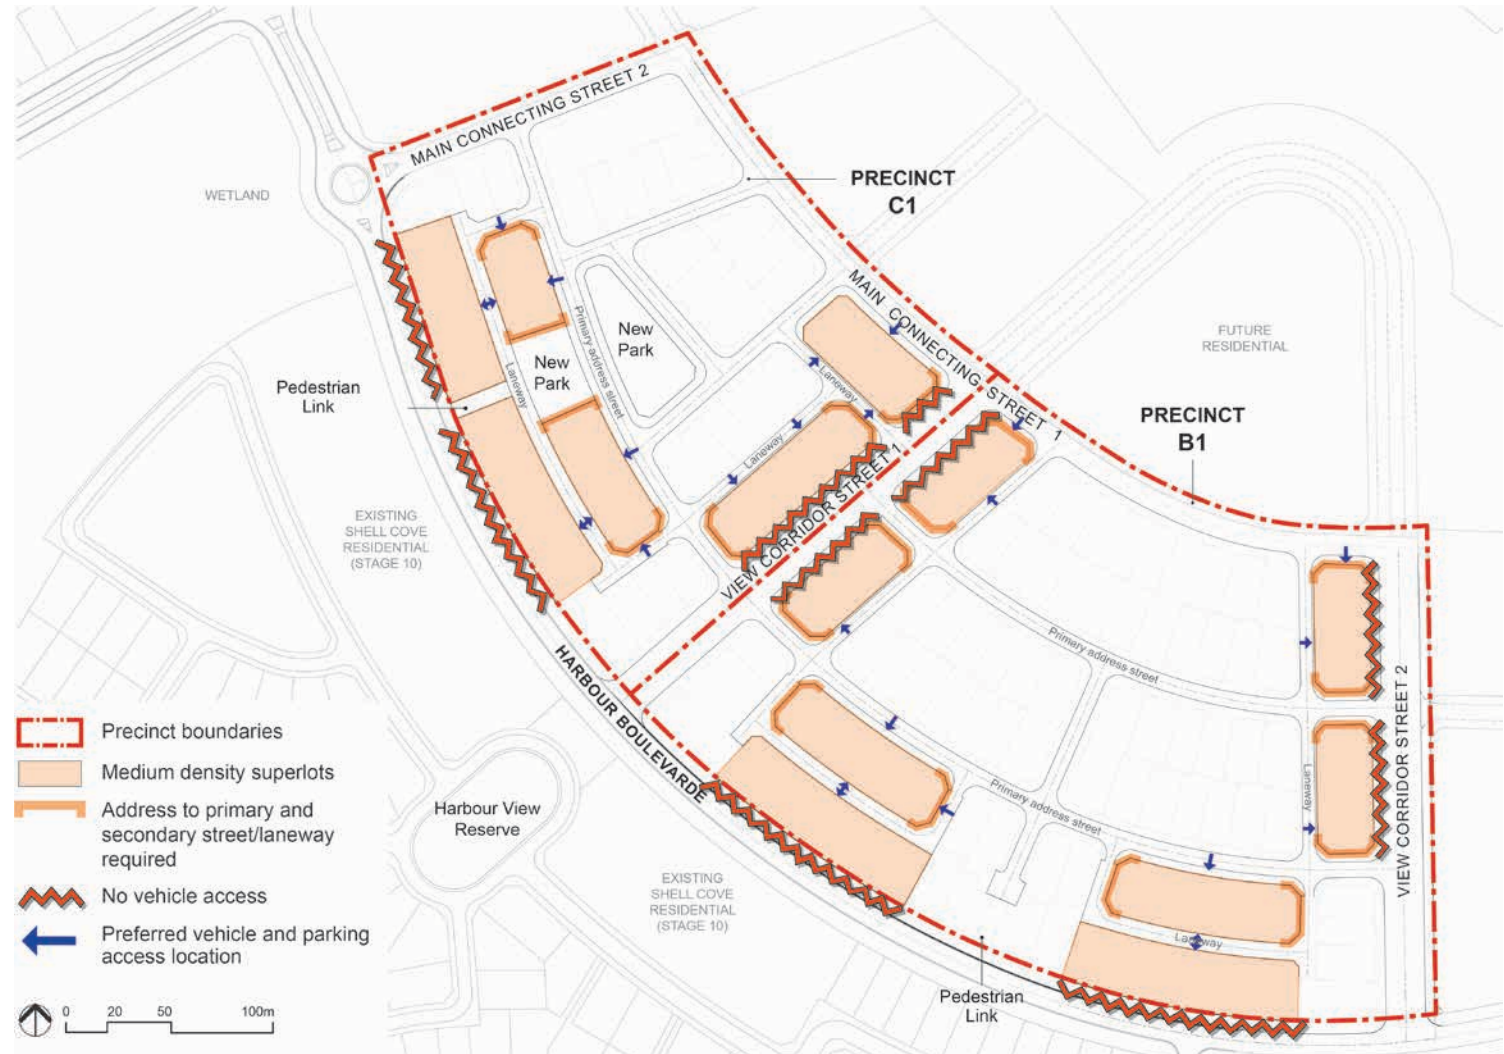 MAIN CONNECTING STREET 2
WETLAND
PRECINCT
C1
MAIN CONNECTING STREET 1
Primary address street
New
Park
New
Park
Laneway
Laneway
Laneway
Pedestrian
Link
FUTURE
RESIDENTIAL
PRECINCT
B1
EXISTING
SHELL COVE
RESIDENTIAL
(STAGE 10)
VIEW CORRIDOR STREET 1
HARBOUR BOULEVARDE
Primary address street
VIEW CORRIDOR STREET 2
Laneway
Primary address street
Harbour View
Reserve
EXISTING
SHELL COVE
RESIDENTIAL
(STAGE 10)
Laneway
Pedestrian
Link
Precinct boundaries
Medium density superlots
Address to primary and
secondary street/laneway
required
No vehicle access
Preferred vehicle and parking
access location
0 20 50 100m